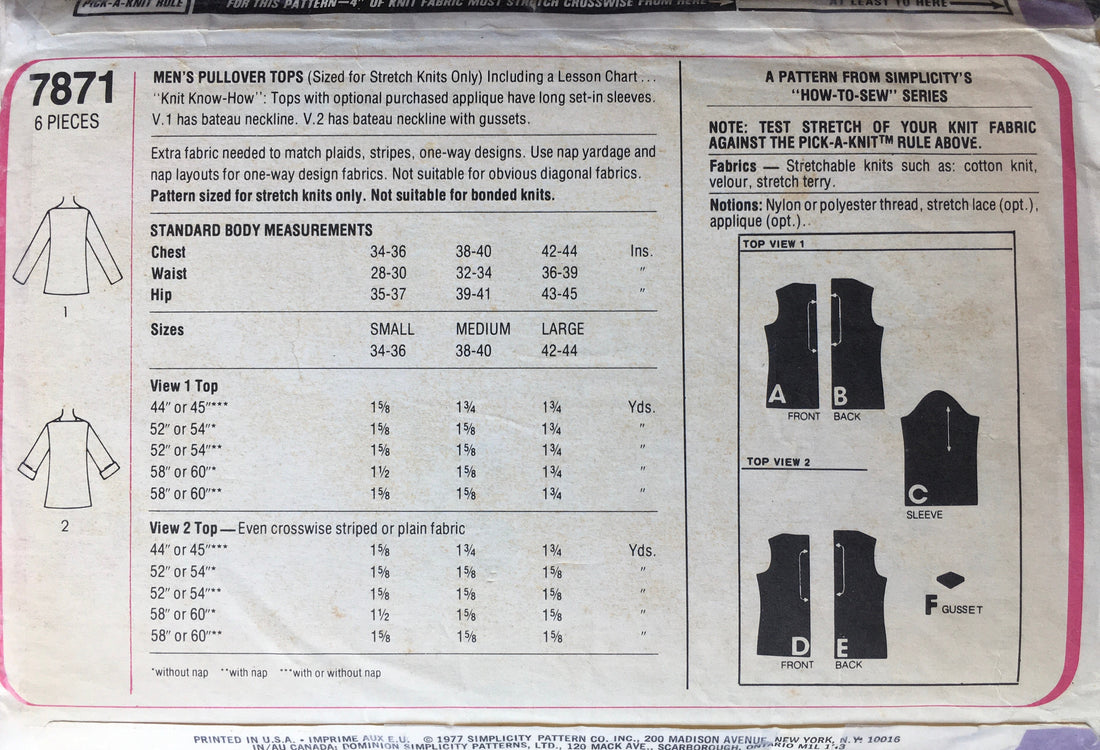 PICK-A-KNIT RULE
FOR THIS PATTERN—4" OF KNIT FABRIC MUST STRETCH CROSSWISE FROM HERE
AT LEAST TO HERE
7871
6 PIECES
1
2
MEN'S PULLOVER TOPS (Sized for Stretch Knits Only) Including a Lesson Chart . . .
"Knit Know-How": Tops with optional purchased applique have long set-in sleeves.
V.1 has bateau neckline. V.2 has bateau neckline with gussets.
Extra fabric needed to match plaids, stripes, one-way designs. Use nap yardage and
nap layouts for one-way design fabrics. Not suitable for obvious diagonal fabrics.
Pattern sized for stretch knits only. Not suitable for bonded knits.
STANDARD BODY MEASUREMENTS
Chest 34-36 38-40 42-44 Ins.
Waist 28-30 32-34 36-39 "
Hip 35-37 39-41 43-45 "
Sizes SMALL MEDIUM LARGE
34-36 38-40 42-44
View 1 Top
44" or 45"*** 1⅝ 1¾ 1¾ Yds.
52" or 54"* 1⅝ 1⅝ 1¾ "
52" or 54"** 1⅝ 1⅝ 1¾ "
58" or 60"* 1½ 1⅝ 1¾ "
58" or 60"** 1⅝ 1⅝ 1¾ "
View 2 Top—Even crosswise striped or plain fabric
44" or 45"*** 1⅝ 1¾ 1¾ Yds.
52" or 54"* 1⅝ 1⅝ 1⅝ "
52" or 54"** 1⅝ 1⅝ 1⅝ "
58" or 60"* 1½ 1⅝ 1⅝ "
58" or 60"** 1⅝ 1⅝ 1⅝ "
*without nap **with nap ***with or without nap
A PATTERN FROM SIMPLICITY'S
"HOW-TO-SEW" SERIES
NOTE: TEST STRETCH OF YOUR KNIT FABRIC
AGAINST THE PICK-A-KNIT™ RULE ABOVE.
Fabrics — Stretchable knits such as: cotton knit,
velour, stretch terry.
Notions: Nylon or polyester thread, stretch lace (opt.),
applique (opt.)..
TOP VIEW 1
A B
FRONT BACK
C
SLEEVE
TOP VIEW 2
D E
FRONT BACK
F GUSSET
PRINTED IN U.S.A. - IMPRIME AUX E.U. © 1977 SIMPLICITY PATTERN CO. INC., 200 MADISON AVENUE, NEW YORK, N.Y. 10016
IN/AU CANADA: DOMINION SIMPLICITY PATTERNS, LTD., 120 MACK AVE., SCARBOROUGH, ONTARIO M1L